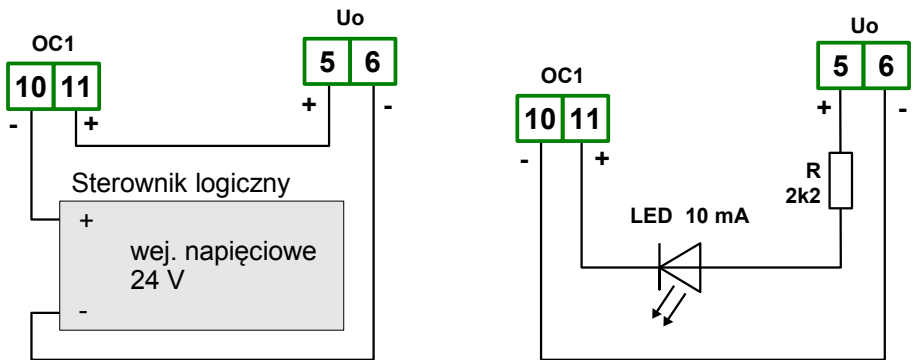 Uo
OC1
5 6
10 11
+ -
- +
Sterownik logiczny
+
wej. napięciowe
24 V
-
Uo
OC1
5 6
10 11
+ -
- +
R
2k2
LED 10 mA